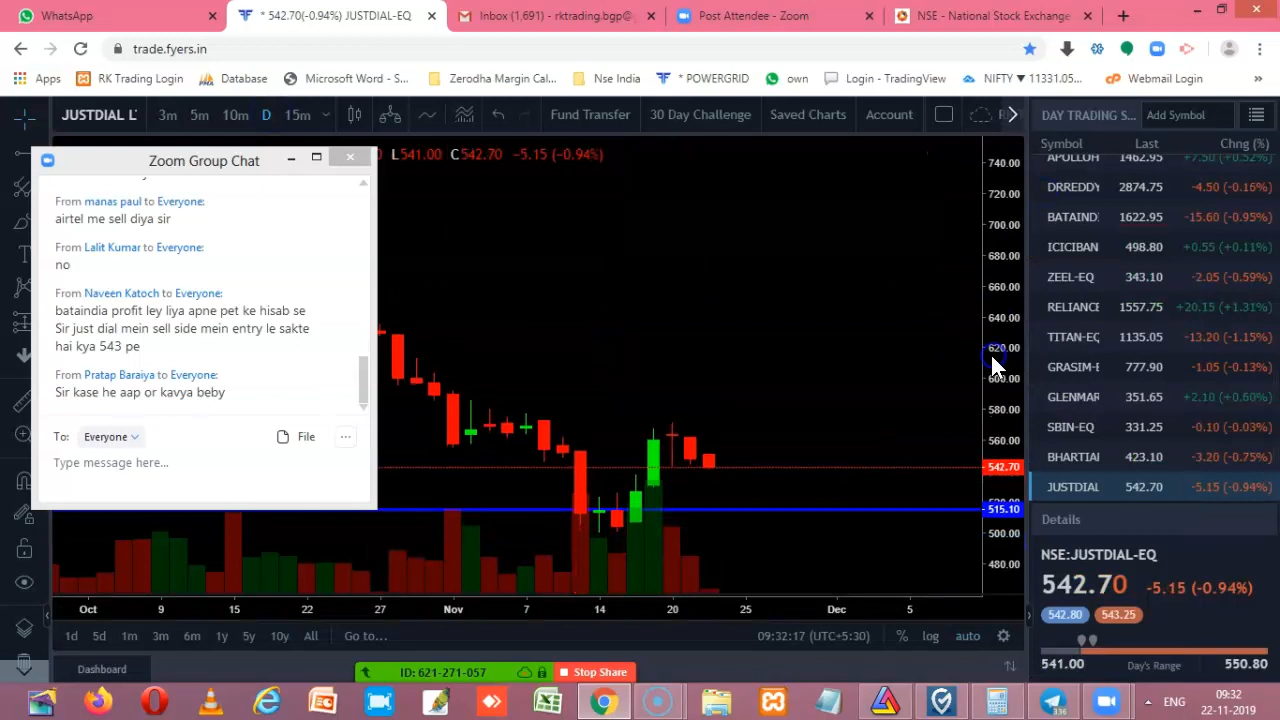 WhatsApp
* 542.70(-0.94%) JUSTDIAL-EQ
Inbox (1,691) - rktrading.bgp@g
Post Attendee - Zoom
NSE - National Stock Exchange
trade.fyers.in
Apps
RK Trading Login
Database
Microsoft Word - S...
Zerodha Margin Cal...
Nse India
* POWERGRID
own
Login - TradingView
NIFTY ▼ 11331.05...
Webmail Login
»
JUSTDIAL L
3m 5m 10m D 15m
Fund Transfer
30 Day Challenge
Saved Charts
Account
DAY TRADING S...
Add Symbol
Symbol Last Chng (%)
L541.00 C542.70 -5.15 (-0.94%)
Zoom Group Chat
From manas paul to Everyone:
airtel me sell diya sir
From Lalit Kumar to Everyone:
no
From Naveen Katoch to Everyone:
bataindia profit ley liya apne pet ke hisab se
Sir just dial mein sell side mein entry le sakte
hai kya 543 pe
From Pratap Baraiya to Everyone:
Sir kase he aap or kavya beby
To: Everyone
File
...
Type message here...
740.00
720.00
700.00
680.00
660.00
640.00
620.00
600.00
580.00
560.00
542.70
515.10
500.00
480.00
APOLLOH 1462.95 +7.50 (+0.52%)
DRREDDY 2874.75 -4.50 (-0.16%)
BATAIND 1622.95 -15.60 (-0.95%)
ICICIBAN 498.80 +0.55 (+0.11%)
ZEEL-EQ 343.10 -2.05 (-0.59%)
RELIANCE 1557.75 +20.15 (+1.31%)
TITAN-EQ 1135.05 -13.20 (-1.15%)
GRASIM-E 777.90 -1.05 (-0.13%)
GLENMAR 351.65 +2.10 (+0.60%)
SBIN-EQ 331.25 -0.10 (-0.03%)
BHARTIA 423.10 -3.20 (-0.75%)
JUSTDIAL 542.70 -5.15 (-0.94%)
Details
NSE:JUSTDIAL-EQ
542.70 -5.15 (-0.94%)
542.80 543.25
541.00 Day's Range 550.80
Oct 9 15 22 27 Nov 7 14 20 25 Dec 5
1d 5d 1m 3m 6m 1y 5y 10y All Go to...
09:32:17 (UTC+5:30) % log auto
Dashboard
ID: 621-271-057
Stop Share
336
ENG
09:32
22-11-2019